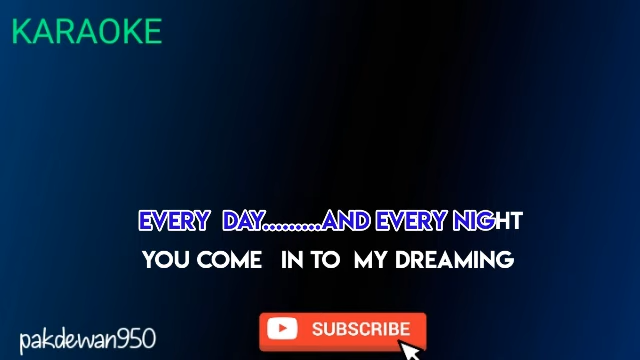 KARAOKE
EVERY DAY.........AND EVERY NIGHT
YOU COME IN TO MY DREAMING
SUBSCRIBE
pakdewan950